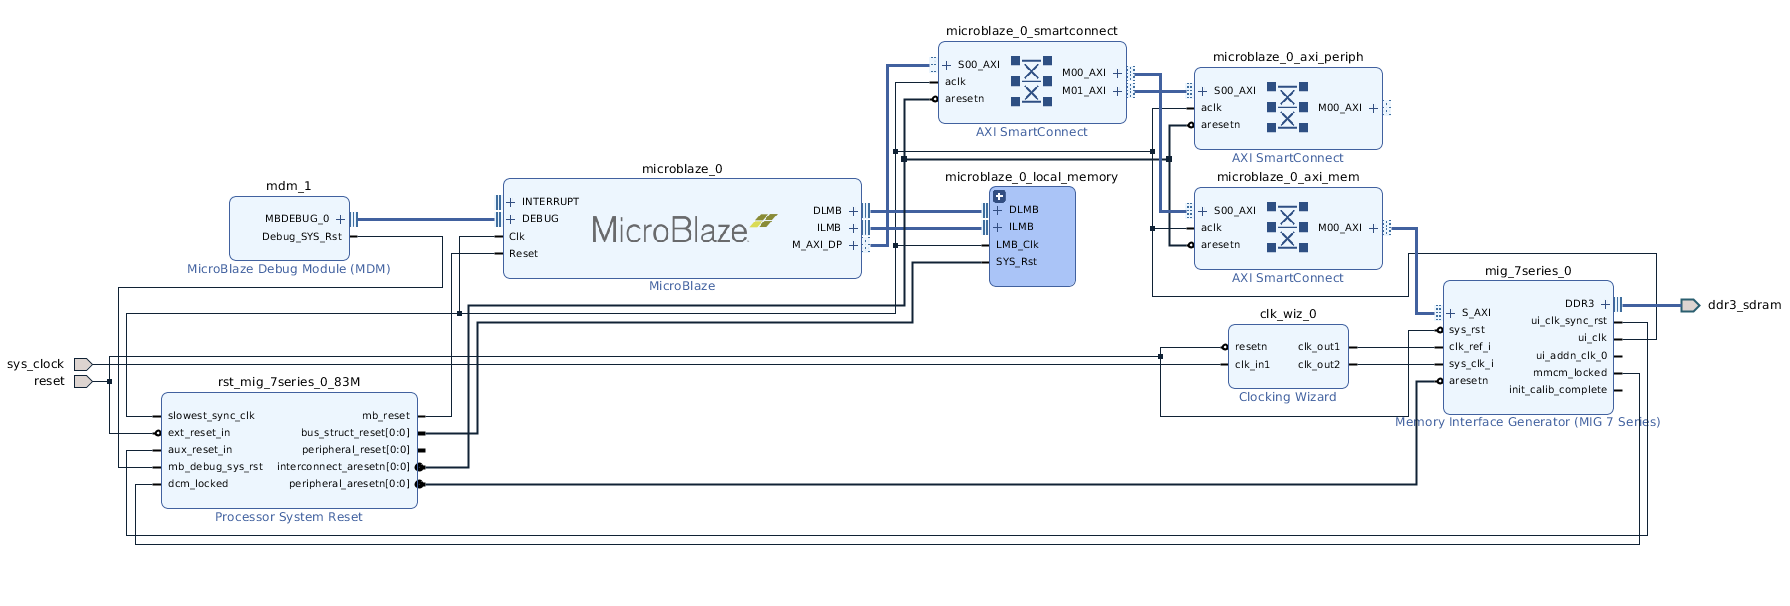 microblaze_0_smartconnect
S00_AXI
aclk
aresetn
M00_AXI
M01_AXI
AXI SmartConnect
microblaze_0_axi_periph
S00_AXI
aclk
aresetn
M00_AXI
AXI SmartConnect
microblaze_0
INTERRUPT
DEBUG
Clk
Reset
MicroBlaze
DLMB
ILMB
M_AXI_DP
MicroBlaze
mdm_1
MBDEBUG_0
Debug_SYS_Rst
MicroBlaze Debug Module (MDM)
microblaze_0_local_memory
DLMB
ILMB
LMB_Clk
SYS_Rst
microblaze_0_axi_mem
S00_AXI
aclk
aresetn
M00_AXI
AXI SmartConnect
mig_7series_0
S_AXI
sys_rst
clk_ref_i
sys_clk_i
aresetn
DDR3
ui_clk_sync_rst
ui_clk
ui_addn_clk_0
mmcm_locked
init_calib_complete
Memory Interface Generator (MIG 7 Series)
ddr3_sdram
clk_wiz_0
resetn
clk_in1
clk_out1
clk_out2
Clocking Wizard
sys_clock
reset
rst_mig_7series_0_83M
slowest_sync_clk
ext_reset_in
aux_reset_in
mb_debug_sys_rst
dcm_locked
mb_reset
bus_struct_reset[0:0]
peripheral_reset[0:0]
interconnect_aresetn[0:0]
peripheral_aresetn[0:0]
Processor System Reset